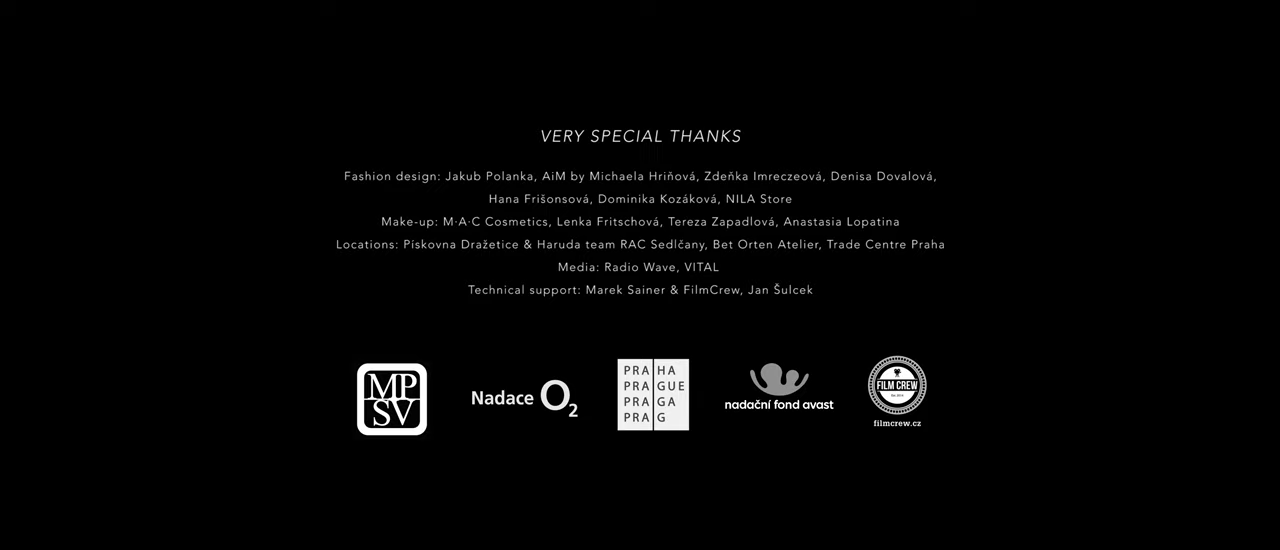 VERY SPECIAL THANKS
Fashion design: Jakub Polanka, AiM by Michaela Hriňová, Zdeňka Imreczeová, Denisa Dovalová,
Hana Frišonsová, Dominika Kozáková, NILA Store
Make-up: M·A·C Cosmetics, Lenka Fritschová, Tereza Zapadlová, Anastasia Lopatina
Locations: Pískovna Dražetice & Haruda team RAC Sedlčany, Bet Orten Atelier, Trade Centre Praha
Media: Radio Wave, VITAL
Technical support: Marek Sainer & FilmCrew, Jan Šulcek
MP
SV
Nadace O2
PRA HA
PRA GUE
PRA GA
PRA G
nadační fond avast
FILM CREW
filmcrew.cz